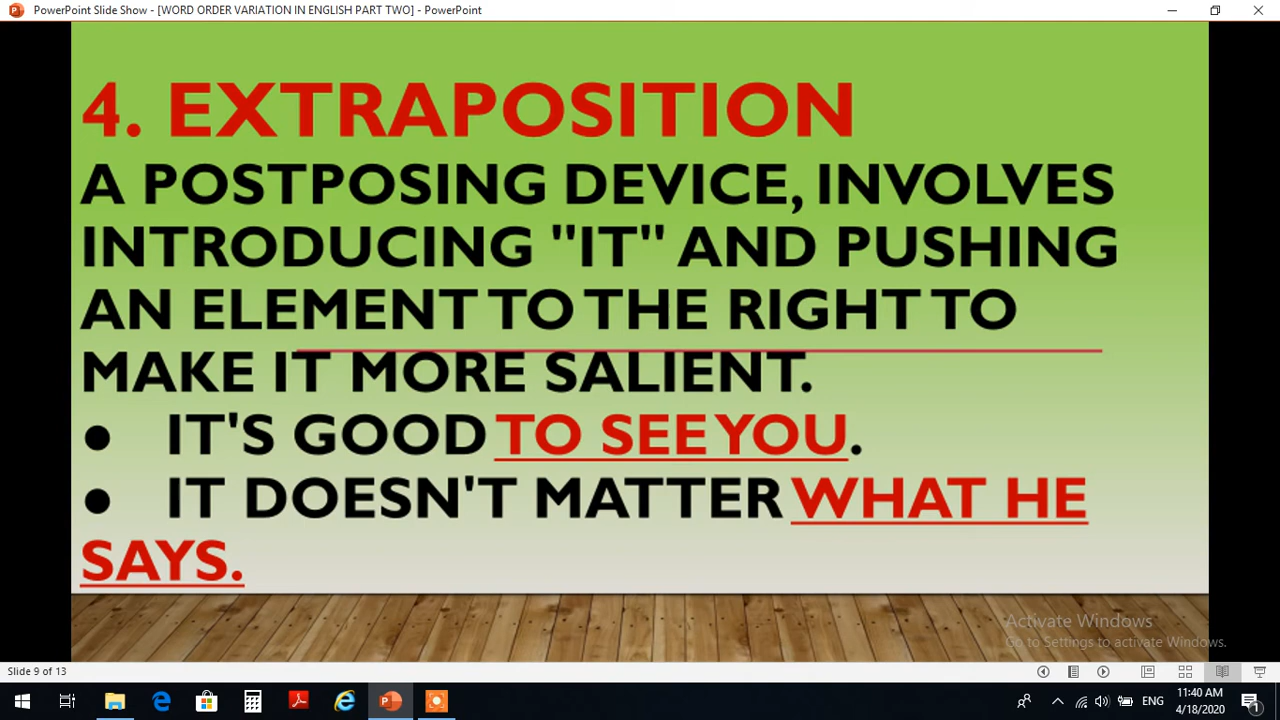 PowerPoint Slide Show - [WORD ORDER VARIATION IN ENGLISH PART TWO] - PowerPoint
4. EXTRAPOSITION
A POSTPOSING DEVICE, INVOLVES
INTRODUCING "IT" AND PUSHING
AN ELEMENT TO THE RIGHT TO
MAKE IT MORE SALIENT.
● IT'S GOOD TO SEE YOU.
● IT DOESN'T MATTER WHAT HE
SAYS.
Activate Windows
Go to Settings to activate Windows.
Slide 9 of 13
ENG
11:40 AM
4/18/2020
1